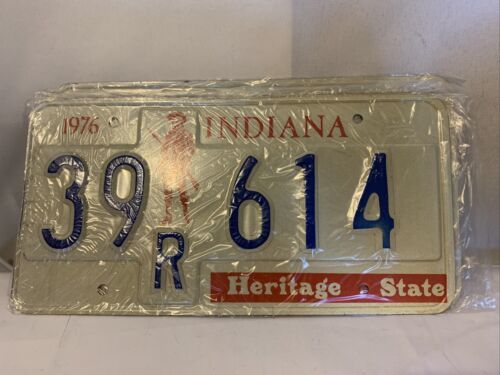 1976 INDIANA
39 R 614
Heritage State